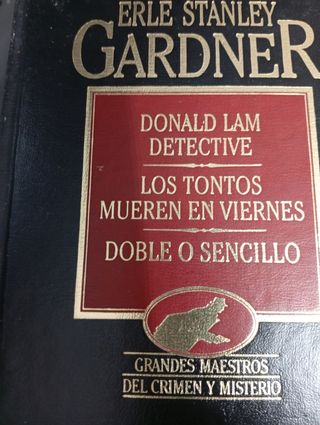 ERLE STANLEY
GARDNER
DONALD LAM
DETECTIVE
LOS TONTOS
MUEREN EN VIERNES
DOBLE O SENCILLO
GRANDES MAESTROS
DEL CRIMEN Y MISTERIO